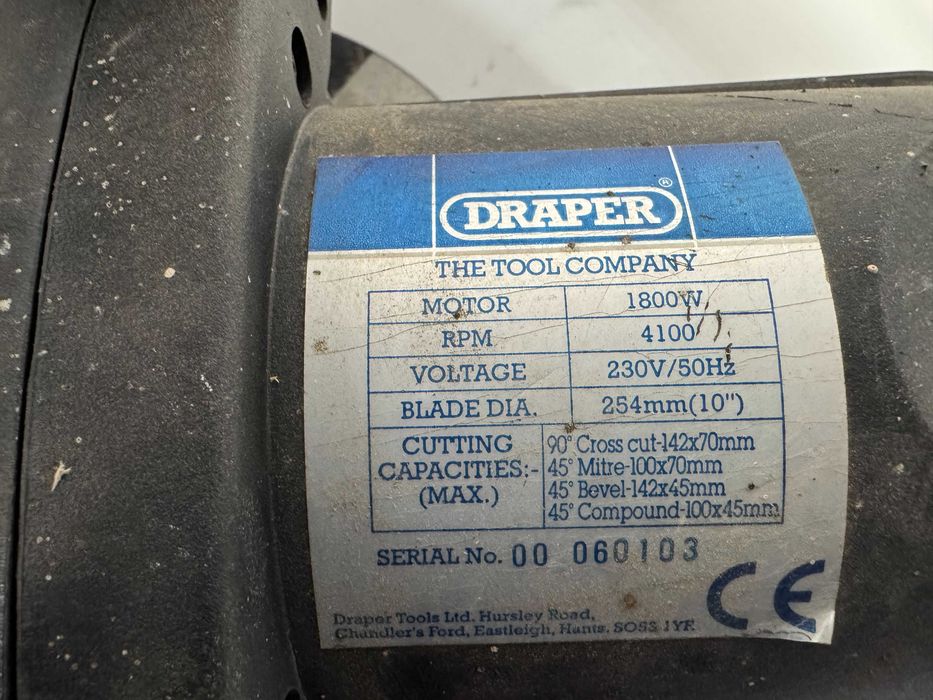 DRAPER®
THE TOOL COMPANY
MOTOR 1800W
RPM 4100
VOLTAGE 230V/50Hz
BLADE DIA. 254mm(10")
CUTTING CAPACITIES:- (MAX.)
90° Cross cut-142x70mm
45° Mitre-100x70mm
45° Bevel-142x45mm
45° Compound-100x45mm
SERIAL No. 00 060103
Draper Tools Ltd. Hursley Road,
Chandler's Ford, Eastleigh, Hants. SO53 1YF.
CE